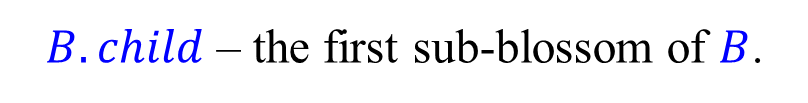 B.child – the first sub-blossom of B.